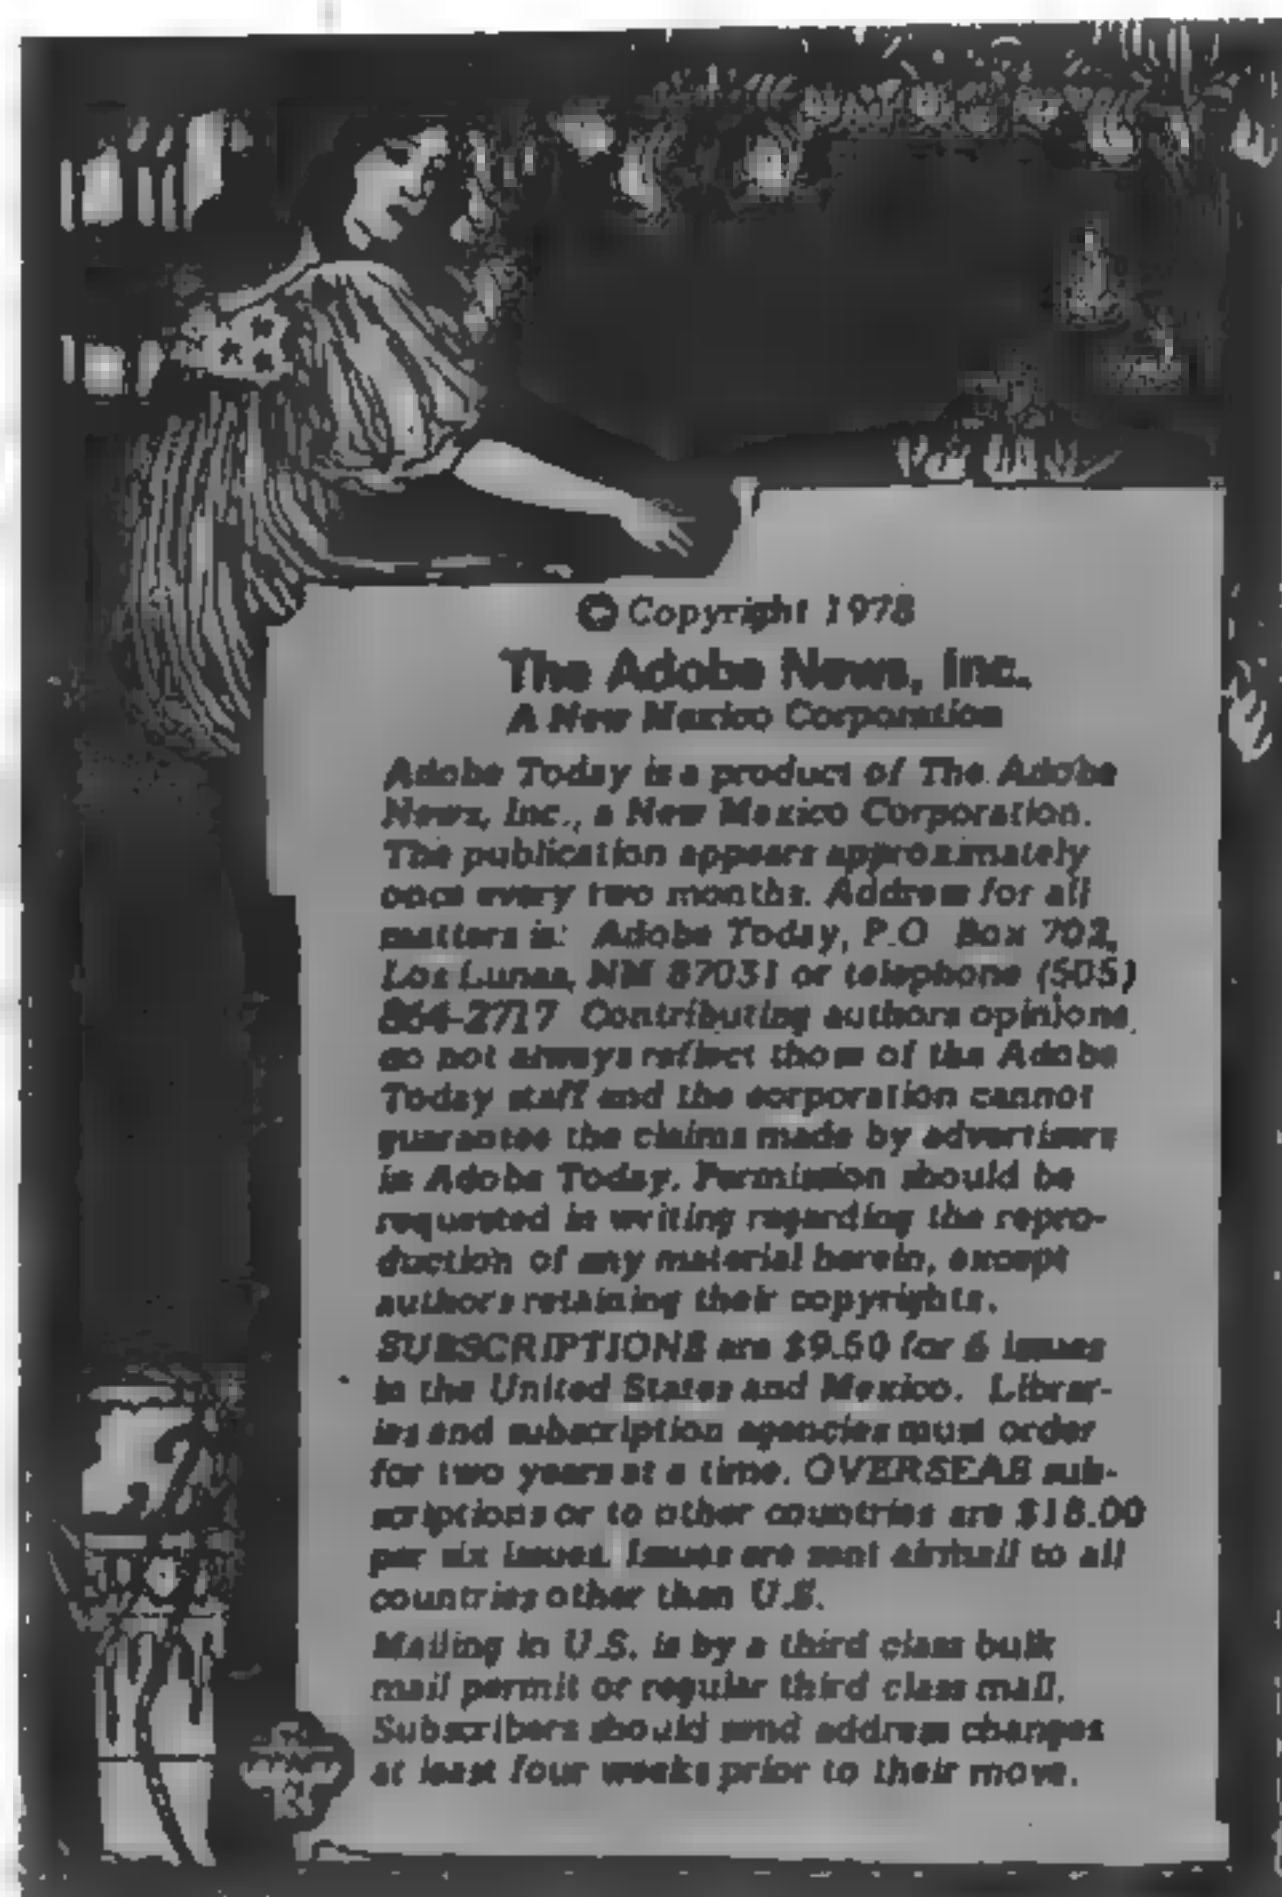 © Copyright 1978
The Adobe News, Inc.
A New Mexico Corporation
Adobe Today is a product of The Adobe
News, Inc., a New Mexico Corporation.
The publication appears approximately
once every two months. Address for all
matters is: Adobe Today, P.O. Box 702,
Los Lunas, NM 87031 or telephone (505)
864-2717 Contributing authors opinions
do not always reflect those of the Adobe
Today staff and the corporation cannot
guarantee the claims made by advertisers
in Adobe Today. Permission should be
requested in writing regarding the repro-
duction of any material herein, except
authors retaining their copyrights.
SUBSCRIPTIONS are $9.50 for 6 issues
in the United States and Mexico. Librar-
ies and subscription agencies must order
for two years at a time. OVERSEAS sub-
scriptions or to other countries are $18.00
per six issues. Issues are sent airmail to all
countries other than U.S.
Mailing in U.S. is by a third class bulk
mail permit or regular third class mail.
Subscribers should send address changes
at least four weeks prior to their move.